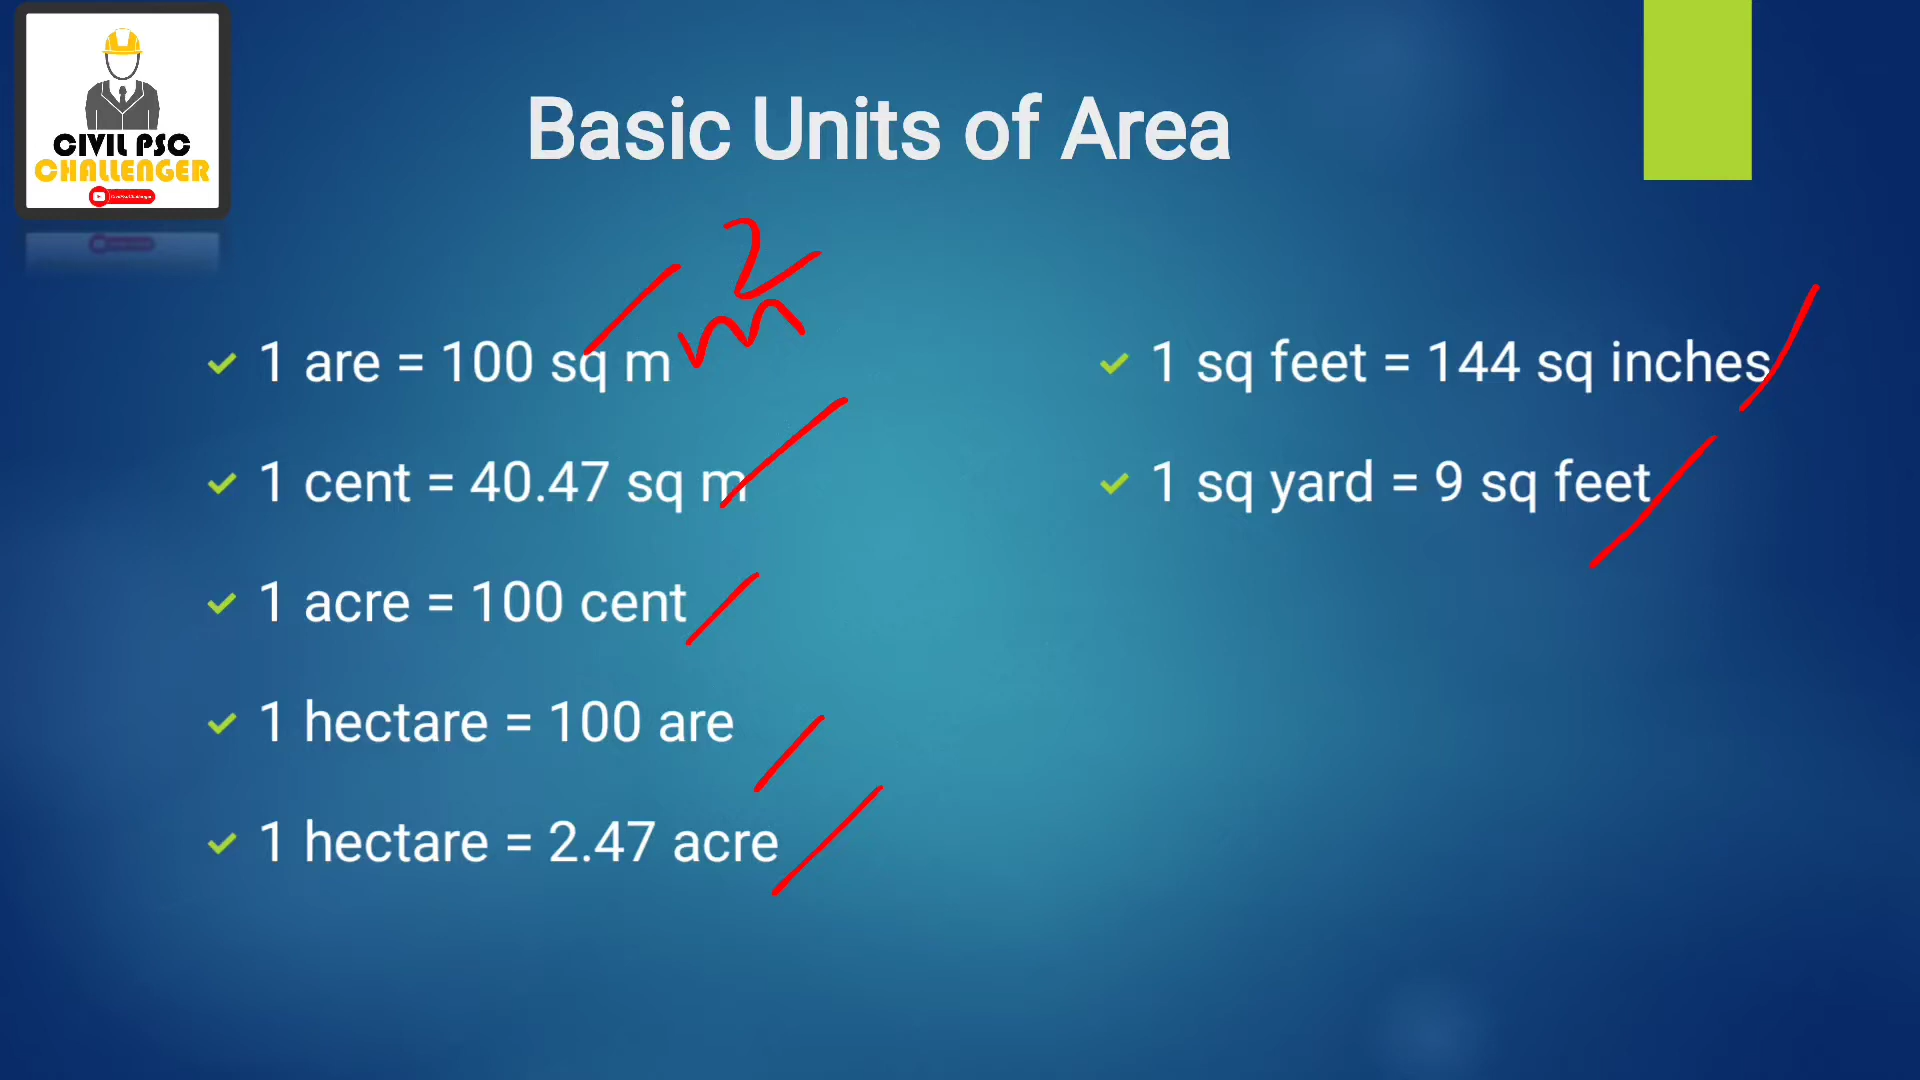 CIVIL PSC
CHALLENGER
Basic Units of Area
2
m
1 are = 100 sq m
1 cent = 40.47 sq m
1 acre = 100 cent
1 hectare = 100 are
1 hectare = 2.47 acre
1 sq feet = 144 sq inches
1 sq yard = 9 sq feet